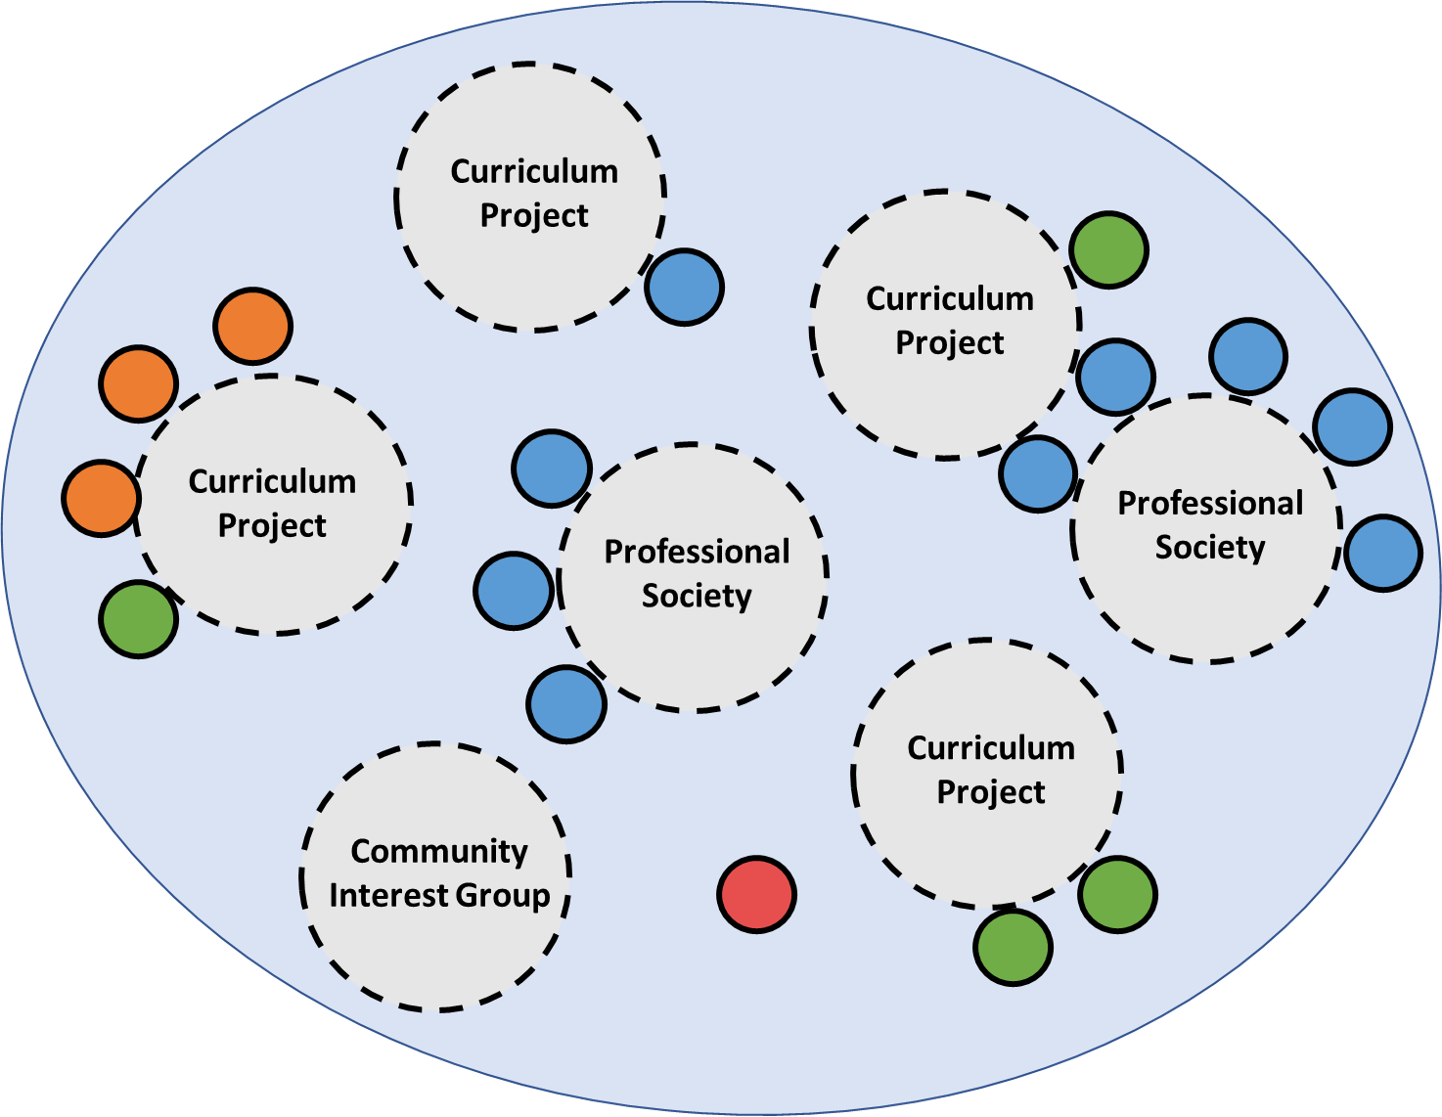 Curriculum
Project
Curriculum
Project
Curriculum
Project
Professional
Society
Professional
Society
Curriculum
Project
Community
Interest Group